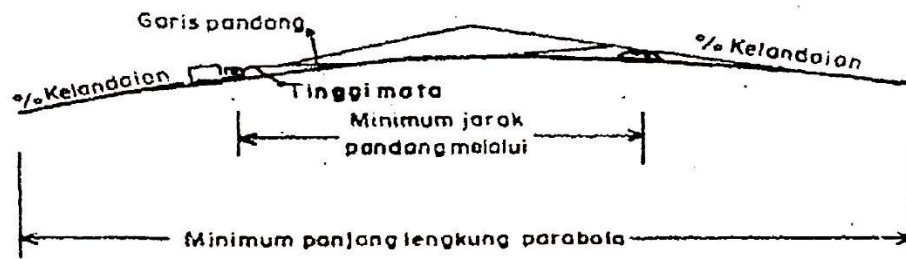 Garis pandang
% Kelandaian
% Kelandaian
Tinggi mata
Minimum jarak
pandang melalui
Minimum panjang lengkung parabola